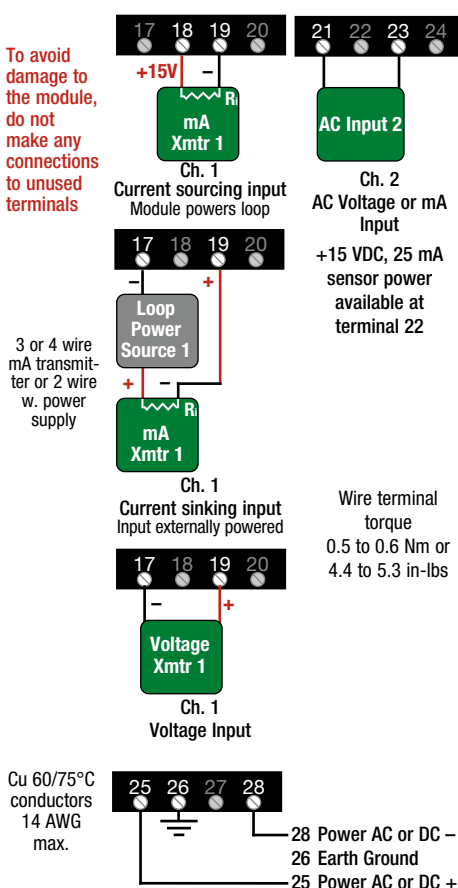 To avoid
damage to
the module,
do not
make any
connections
to unused
terminals
17 18 19 20
+15V –
Ri
mA
Xmtr 1
Ch. 1
Current sourcing input
Module powers loop
21 22 23 24
AC Input 2
Ch. 2
AC Voltage or mA
Input
+15 VDC, 25 mA
sensor power
available at
terminal 22
3 or 4 wire
mA transmit-
ter or 2 wire
w. power
supply
17 18 19 20
– +
Loop
Power
Source 1
+ –
Ri
mA
Xmtr 1
Ch. 1
Current sinking input
Input externally powered
Wire terminal
torque
0.5 to 0.6 Nm or
4.4 to 5.3 in-lbs
17 18 19 20
– +
Voltage
Xmtr 1
Ch. 1
Voltage Input
Cu 60/75°C
conductors
14 AWG
max.
25 26 27 28
28 Power AC or DC –
26 Earth Ground
25 Power AC or DC +